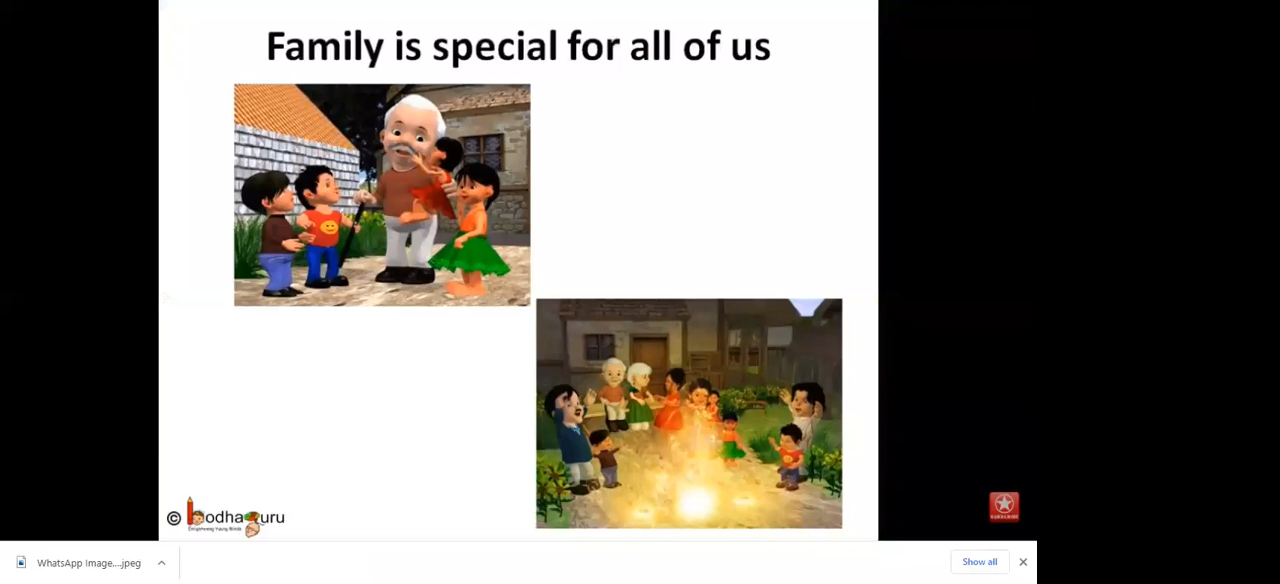 Family is special for all of us
© bodhaguru
WhatsApp Image....jpeg
Show all